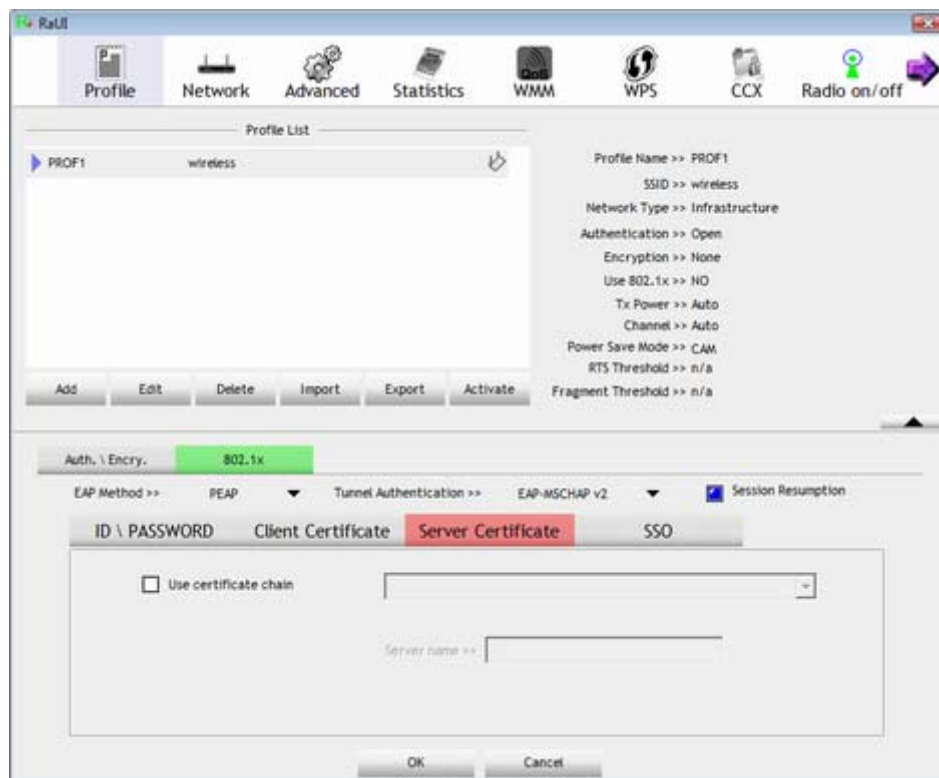 RaUI
Profile Network Advanced Statistics WMM WPS CCX Radio on/off
QoS
Profile List
PROF1 wireless
Profile Name >> PROF1
SSID >> wireless
Network Type >> Infrastructure
Authentication >> Open
Encryption >> None
Use 802.1x >> NO
Tx Power >> Auto
Channel >> Auto
Power Save Mode >> CAM
RTS Threshold >> n/a
Fragment Threshold >> n/a
Add Edit Delete Import Export Activate
Auth. \ Encry. 802.1x
EAP Method >> PEAP Tunnel Authentication >> EAP-MSCHAP v2 Session Resumption
ID \ PASSWORD Client Certificate Server Certificate SSO
Use certificate chain
Server name >>
OK Cancel